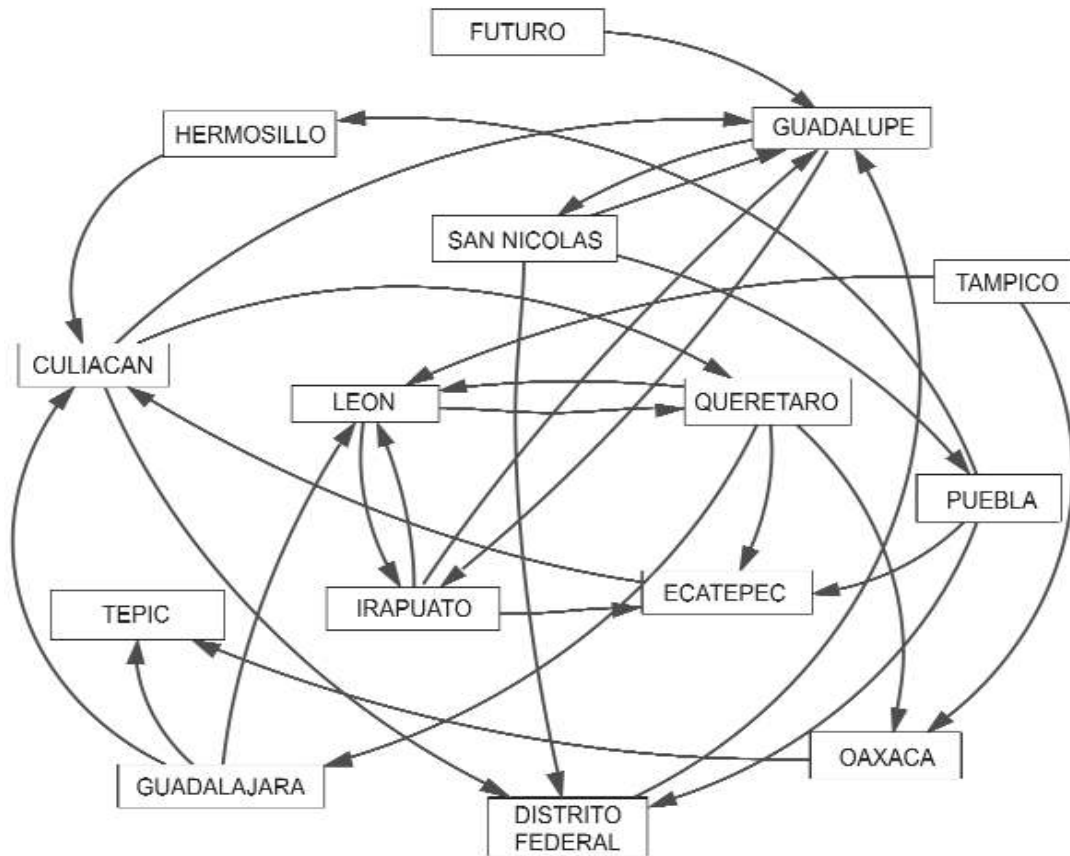 FUTURO
HERMOSILLO
GUADALUPE
SAN NICOLAS
TAMPICO
CULIACAN
LEON
QUERETARO
PUEBLA
TEPIC
IRAPUATO
ECATEPEC
GUADALAJARA
OAXACA
DISTRITO
FEDERAL